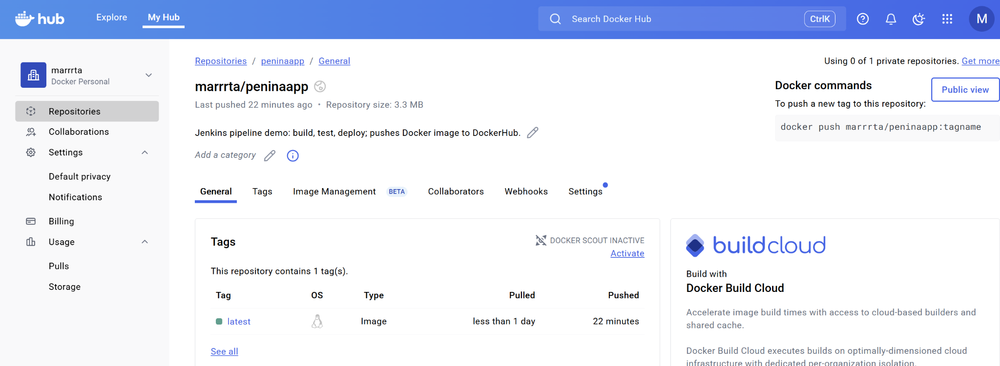 hub
Explore
My Hub
Search Docker Hub
CtrlK
M
marrrta
Docker Personal
Repositories
Collaborations
Settings
Default privacy
Notifications
Billing
Usage
Pulls
Storage
Repositories / peninaapp / General
Using 0 of 1 private repositories. Get more
marrrta/peninaapp
Last pushed 22 minutes ago • Repository size: 3.3 MB
Jenkins pipeline demo: build, test, deploy; pushes Docker image to DockerHub.
Add a category
Docker commands
Public view
To push a new tag to this repository:
docker push marrrta/peninaapp:tagname
General
Tags
Image Management BETA
Collaborators
Webhooks
Settings
Tags
DOCKER SCOUT INACTIVE
Activate
This repository contains 1 tag(s).
Tag OS Type Pulled Pushed
latest Image less than 1 day 22 minutes
See all
buildcloud
Build with
Docker Build Cloud
Accelerate image build times with access to cloud-based builders and
shared cache.
Docker Build Cloud executes builds on optimally-dimensioned cloud
infrastructure with dedicated per-organization isolation.